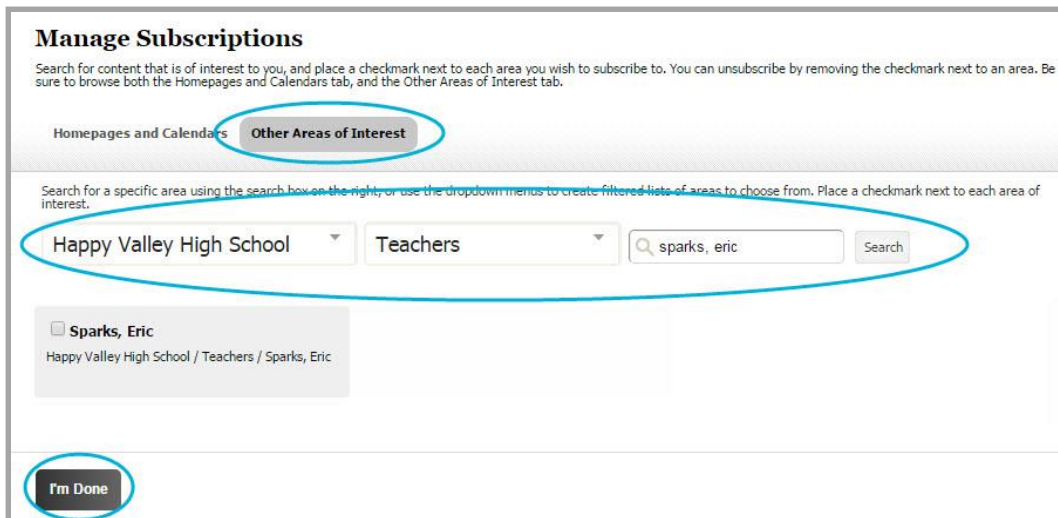 Manage Subscriptions
Search for content that is of interest to you, and place a checkmark next to each area you wish to subscribe to. You can unsubscribe by removing the checkmark next to an area. Be
sure to browse both the Homepages and Calendars tab, and the Other Areas of Interest tab.
Homepages and Calendars Other Areas of Interest
Search for a specific area using the search box on the right, or use the dropdown menus to create filtered lists of areas to choose from. Place a checkmark next to each area of
interest.
Happy Valley High School Teachers sparks, eric Search
Sparks, Eric
Happy Valley High School / Teachers / Sparks, Eric
I'm Done